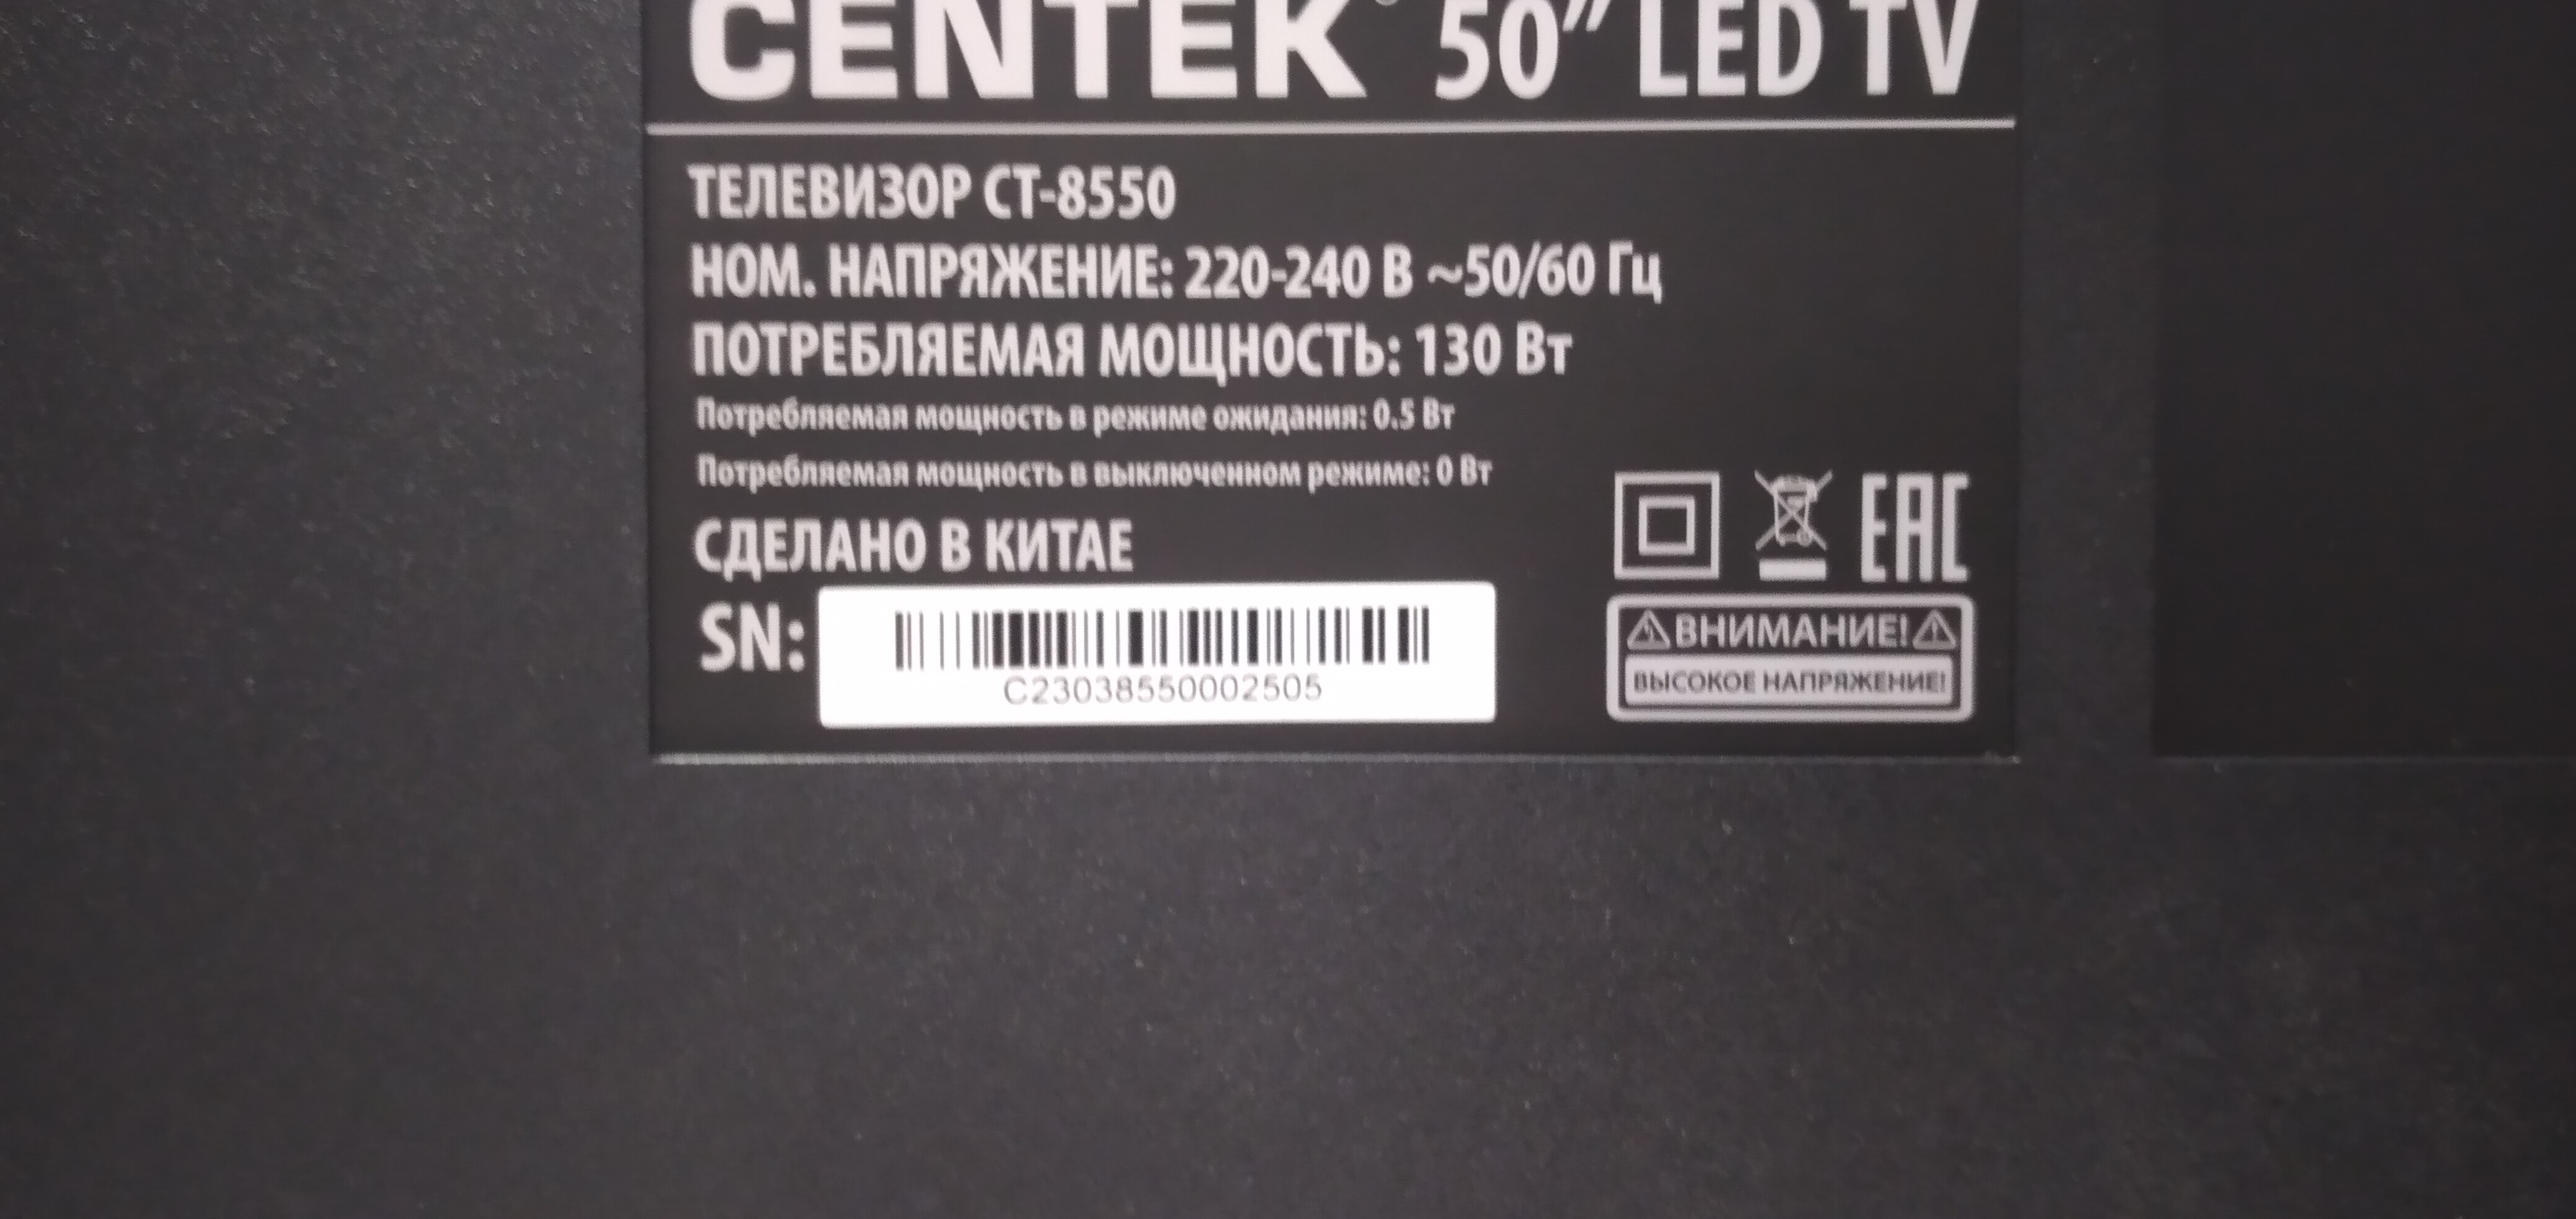 CENTEK 50" LED TV
ТЕЛЕВИЗОР CT-8550
НОМ. НАПРЯЖЕНИЕ: 220-240 В ~50/60 Гц
ПОТРЕБЛЯЕМАЯ МОЩНОСТЬ: 130 Вт
Потребляемая мощность в режиме ожидания: 0.5 Вт
Потребляемая мощность в выключенном режиме: 0 Вт
СДЕЛАНО В КИТАЕ
EAC
SN:
C23038550002505
ВНИМАНИЕ!
ВЫСОКОЕ НАПРЯЖЕНИЕ!